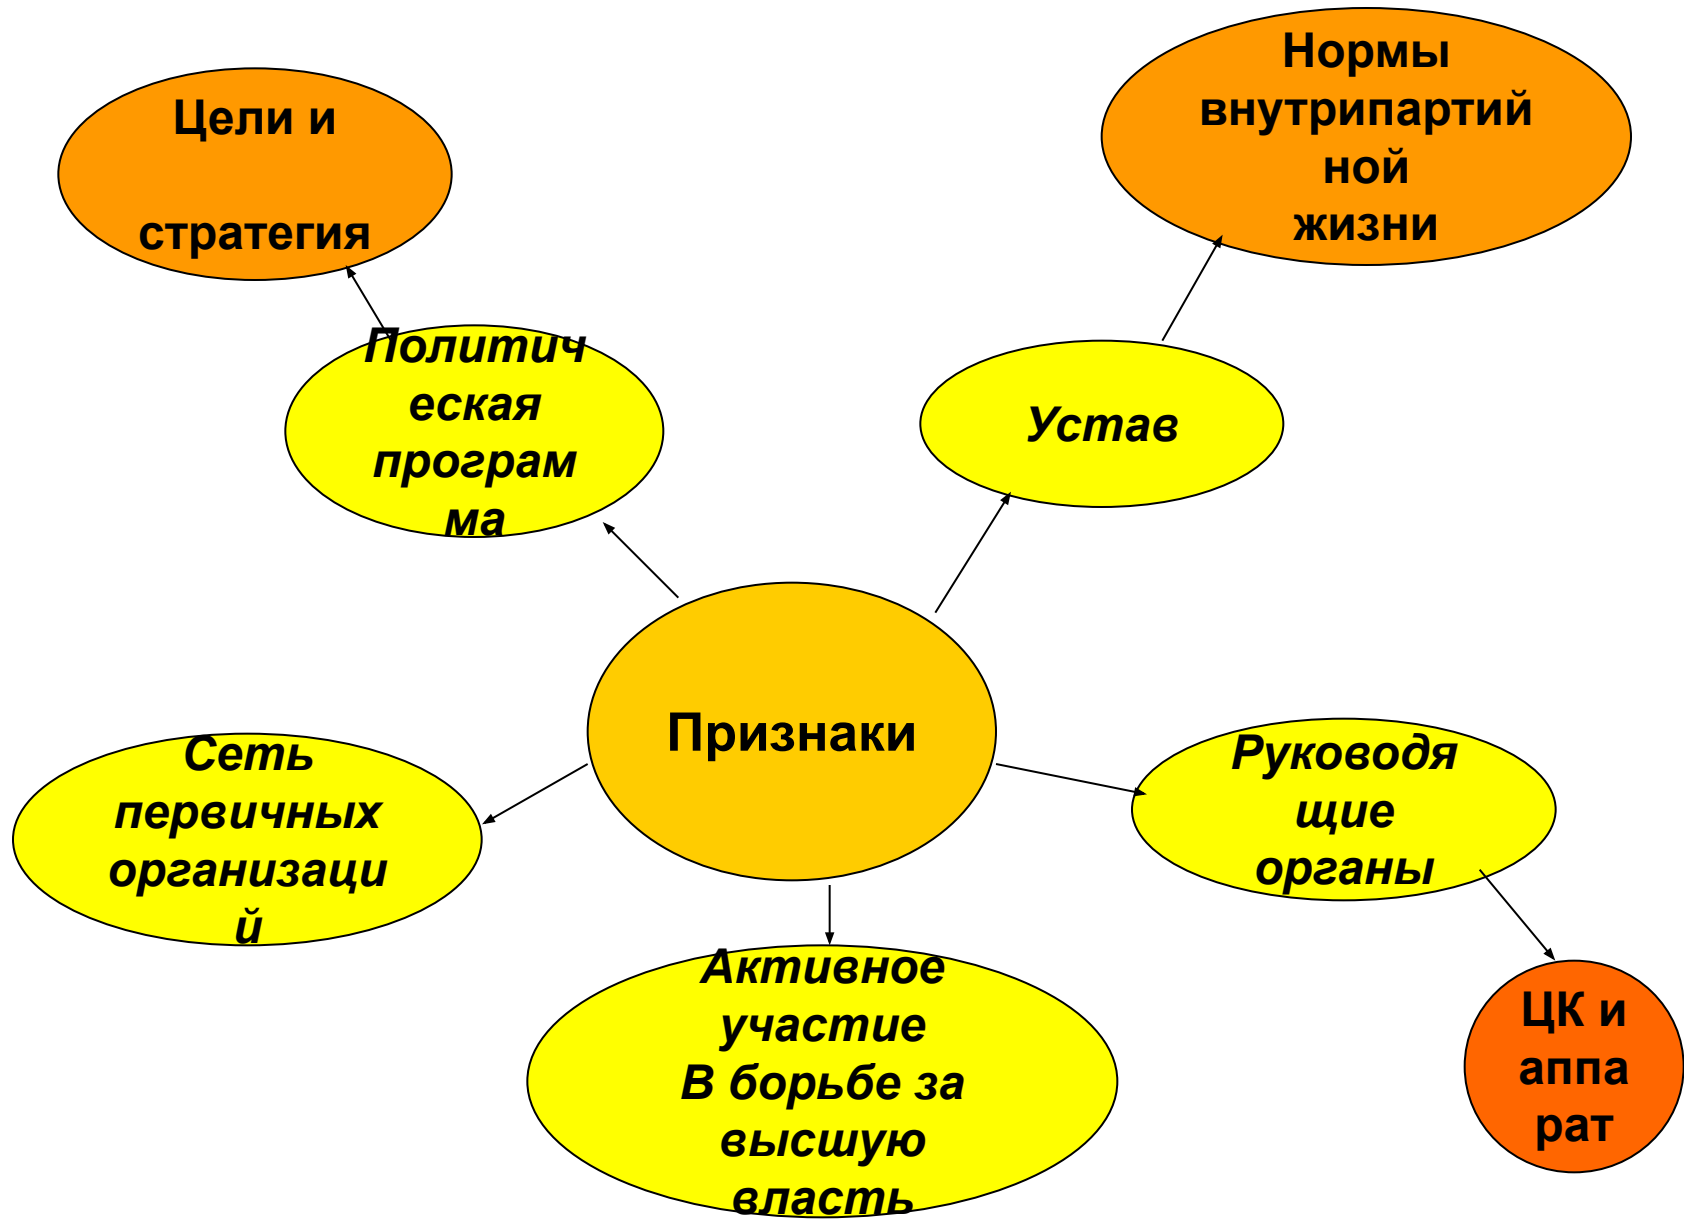 Цели и
стратегия
Нормы
внутрипартий
ной
жизни
Политич
еская
програм
ма
Устав
Признаки
Сеть
первичных
организаци
й
Руководя
щие
органы
Активное
участие
В борьбе за
высшую
власть
ЦК и
аппа
рат